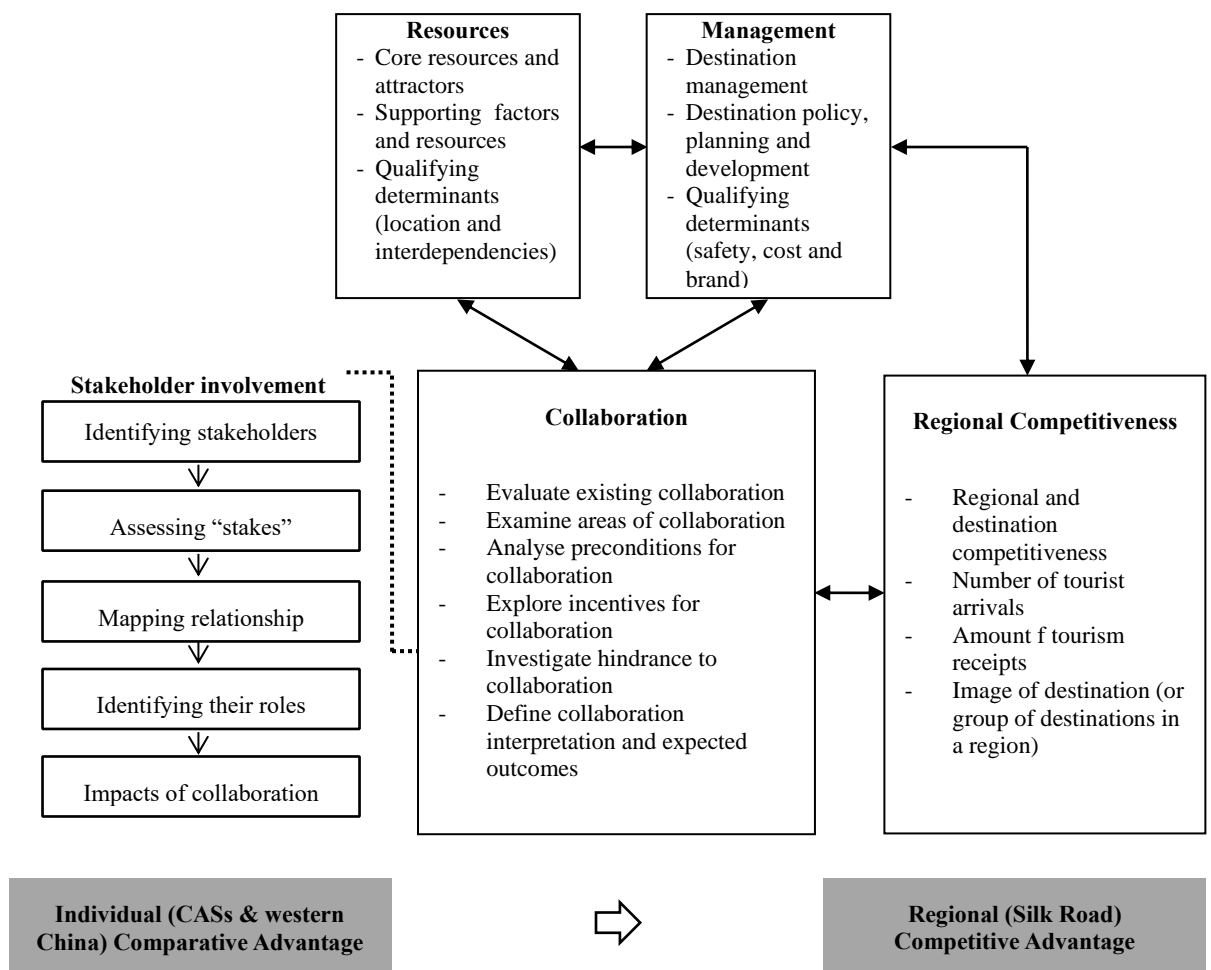 Resources
- Core resources and
attractors
- Supporting factors
and resources
- Qualifying
determinants
(location and
interdependencies)
Management
- Destination
management
- Destination policy,
planning and
development
- Qualifying
determinants
(safety, cost and
brand)
Stakeholder involvement
Identifying stakeholders
Assessing “stakes”
Mapping relationship
Identifying their roles
Impacts of collaboration
Collaboration
- Evaluate existing collaboration
- Examine areas of collaboration
- Analyse preconditions for
collaboration
- Explore incentives for
collaboration
- Investigate hindrance to
collaboration
- Define collaboration
interpretation and expected
outcomes
Regional Competitiveness
- Regional and
destination
competitiveness
- Number of tourist
arrivals
- Amount f tourism
receipts
- Image of destination (or
group of destinations in
a region)
Individual (CASs & western
China) Comparative Advantage
Regional (Silk Road)
Competitive Advantage